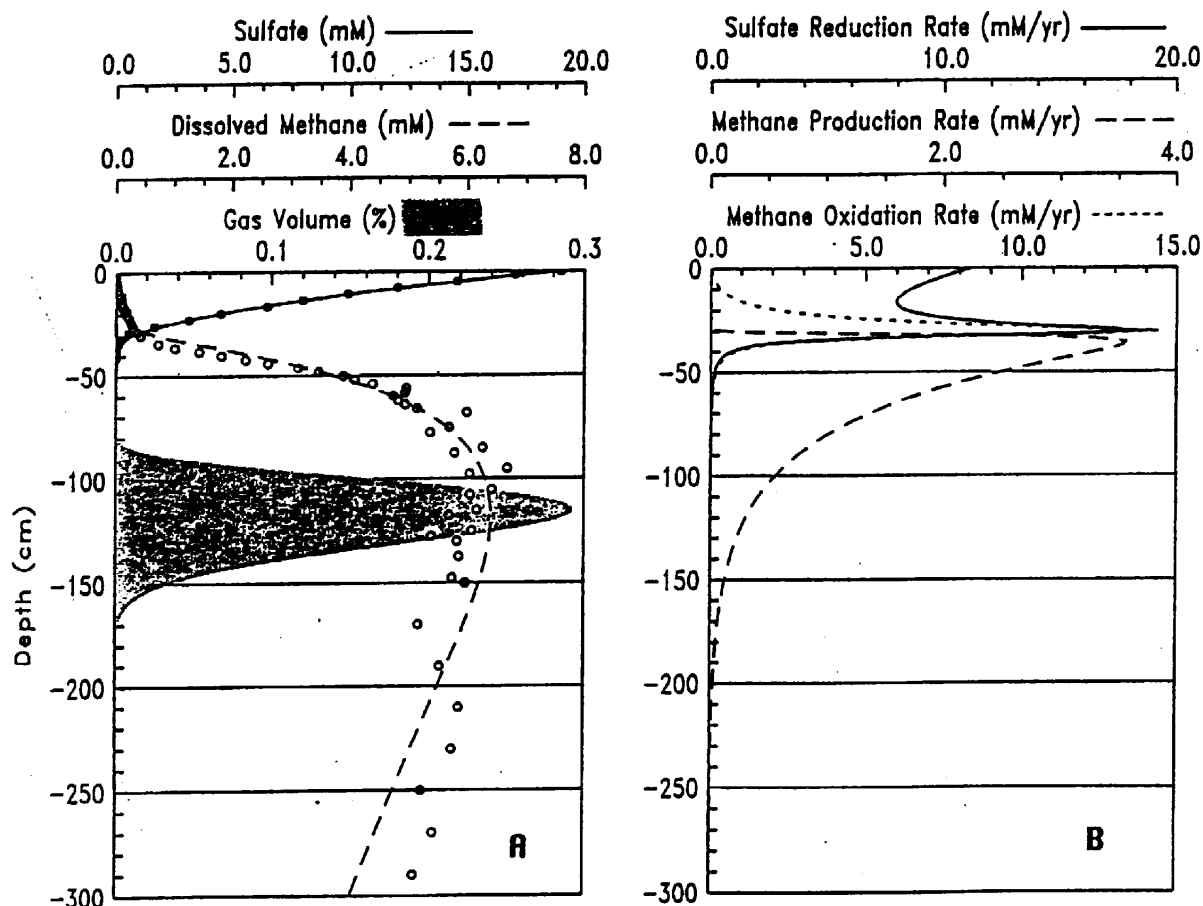 Sulfate (mM)
0.0 5.0 10.0 15.0 20.0
Dissolved Methane (mM)
0.0 2.0 4.0 6.0 8.0
Gas Volume (%)
0.0 0.1 0.2 0.3
0
-50
-100
-150
-200
-250
-300
Depth (cm)
A
Sulfate Reduction Rate (mM/yr)
0.0 10.0 20.0
Methane Production Rate (mM/yr)
0.0 2.0 4.0
Methane Oxidation Rate (mM/yr)
0.0 5.0 10.0 15.0
0
-50
-100
-150
-200
-250
-300
B